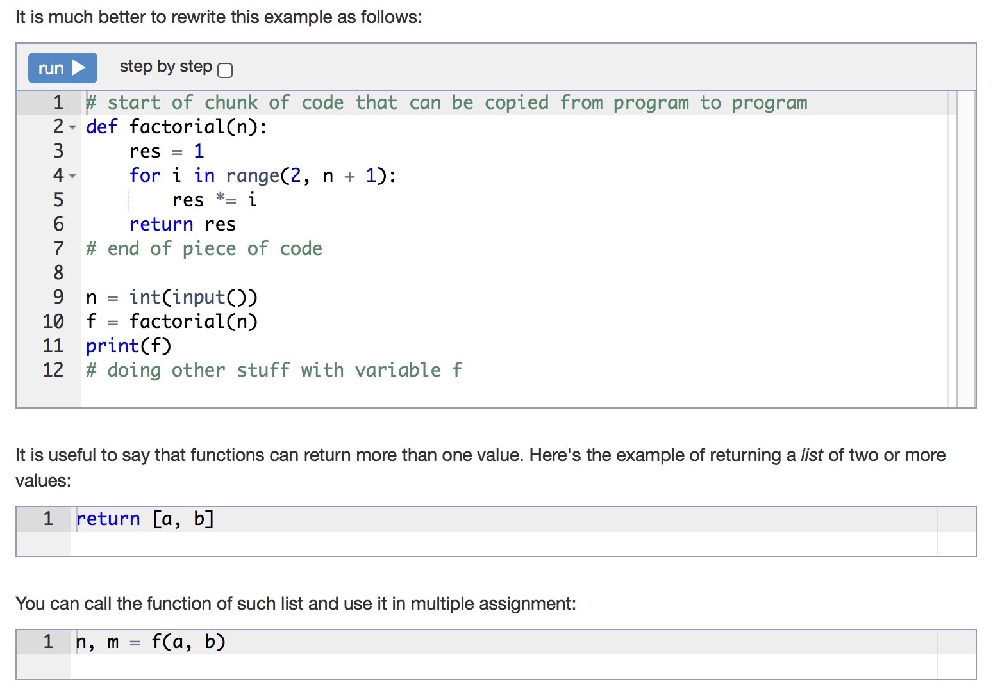 It is much better to rewrite this example as follows:
run
step by step
1 # start of chunk of code that can be copied from program to program
2 def factorial(n):
3     res = 1
4     for i in range(2, n + 1):
5         res *= i
6     return res
7 # end of piece of code
8
9 n = int(input())
10 f = factorial(n)
11 print(f)
12 # doing other stuff with variable f
It is useful to say that functions can return more than one value. Here's the example of returning a list of two or more
values:
1 return [a, b]
You can call the function of such list and use it in multiple assignment:
1 n, m = f(a, b)